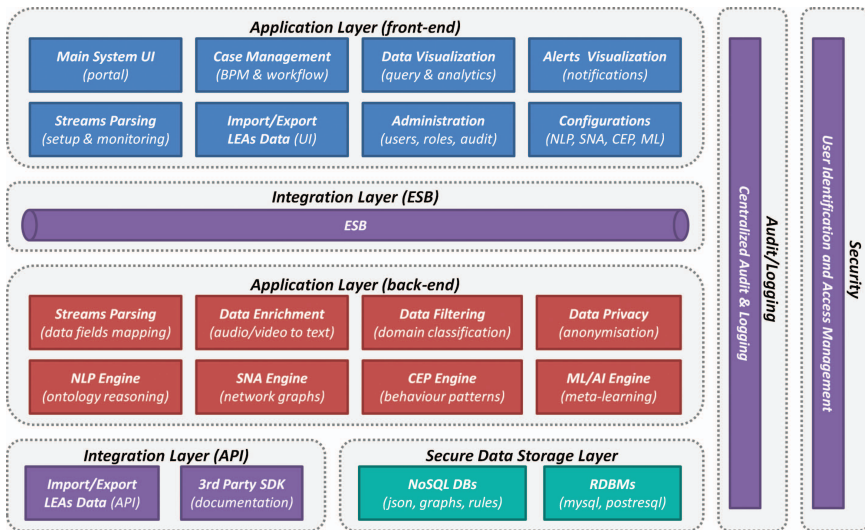 Application Layer (front-end)
Main System UI
(portal)
Case Management
(BPM & workflow)
Data Visualization
(query & analytics)
Alerts Visualization
(notifications)
Streams Parsing
(setup & monitoring)
Import/Export
LEAs Data (UI)
Administration
(users, roles, audit)
Configurations
(NLP, SNA, CEP, ML)
Integration Layer (ESB)
ESB
Application Layer (back-end)
Streams Parsing
(data fields mapping)
Data Enrichment
(audio/video to text)
Data Filtering
(domain classification)
Data Privacy
(anonymisation)
NLP Engine
(ontology reasoning)
SNA Engine
(network graphs)
CEP Engine
(behaviour patterns)
ML/AI Engine
(meta-learning)
Integration Layer (API)
Import/Export
LEAs Data (API)
3rd Party SDK
(documentation)
Secure Data Storage Layer
NoSQL DBs
(json, graphs, rules)
RDBMs
(mysql, postresql)
Centralized Audit & Logging
Audit/Logging
User Identification and Access Management
Security